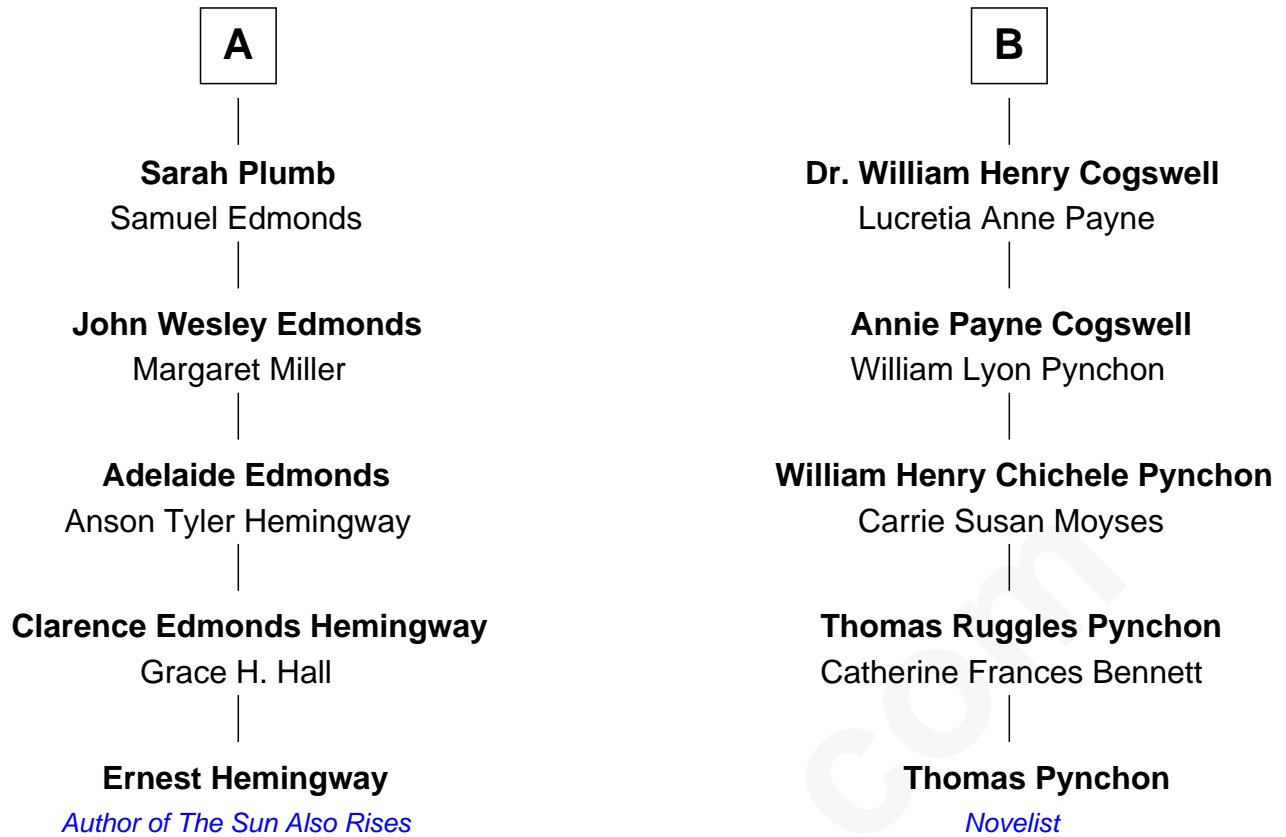 A
Sarah Plumb
Samuel Edmonds
John Wesley Edmonds
Margaret Miller
Adelaide Edmonds
Anson Tyler Hemingway
Clarence Edmonds Hemingway
Grace H. Hall
Ernest Hemingway
Author of The Sun Also Rises
B
Dr. William Henry Cogswell
Lucretia Anne Payne
Annie Payne Cogswell
William Lyon Pynchon
William Henry Chichele Pynchon
Carrie Susan Moyses
Thomas Ruggles Pynchon
Catherine Frances Bennett
Thomas Pynchon
Novelist
com